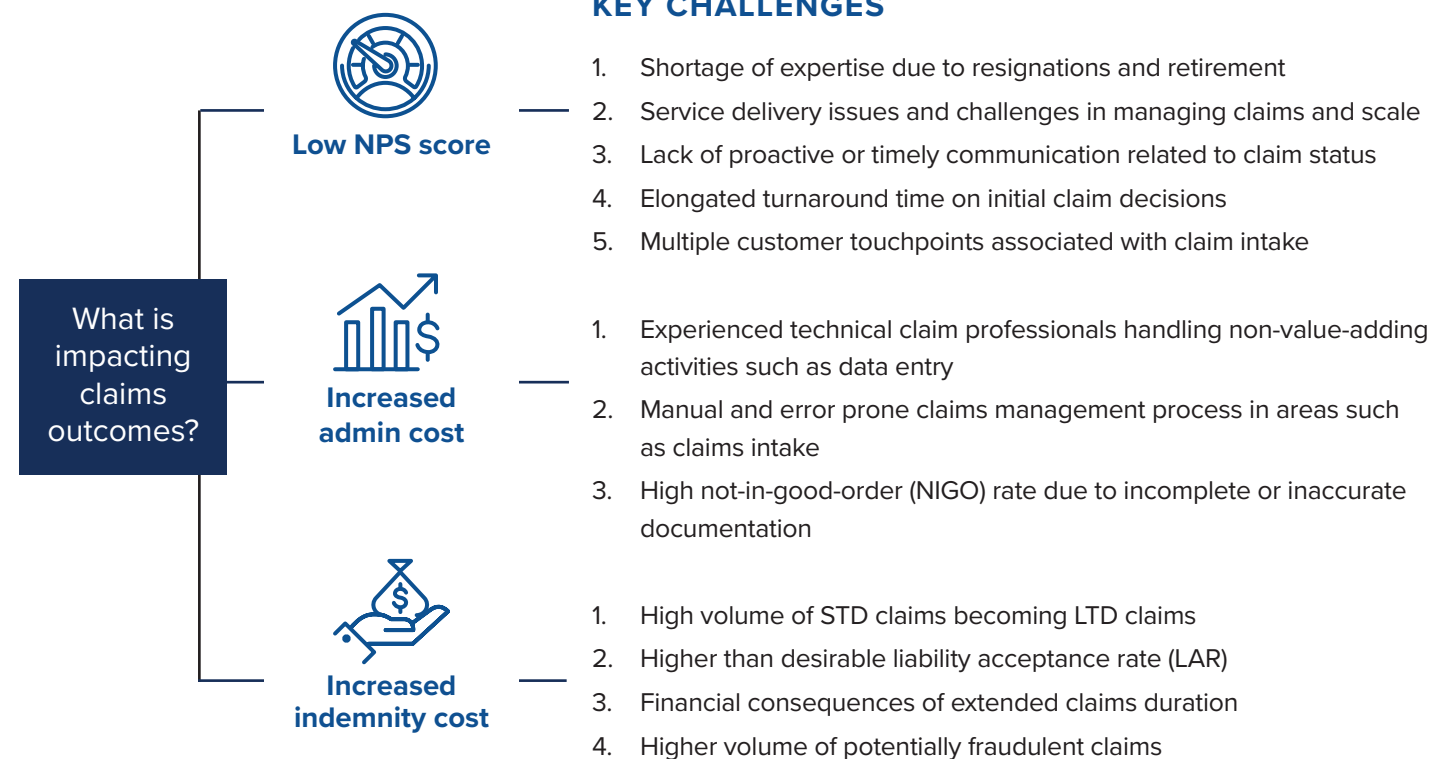 KEY CHALLENGES
What is
impacting
claims
outcomes?
Low NPS score
1. Shortage of expertise due to resignations and retirement
2. Service delivery issues and challenges in managing claims and scale
3. Lack of proactive or timely communication related to claim status
4. Elongated turnaround time on initial claim decisions
5. Multiple customer touchpoints associated with claim intake
$
Increased
admin cost
1. Experienced technical claim professionals handling non-value-adding
activities such as data entry
2. Manual and error prone claims management process in areas such
as claims intake
3. High not-in-good-order (NIGO) rate due to incomplete or inaccurate
documentation
$
Increased
indemnity cost
1. High volume of STD claims becoming LTD claims
2. Higher than desirable liability acceptance rate (LAR)
3. Financial consequences of extended claims duration
4. Higher volume of potentially fraudulent claims